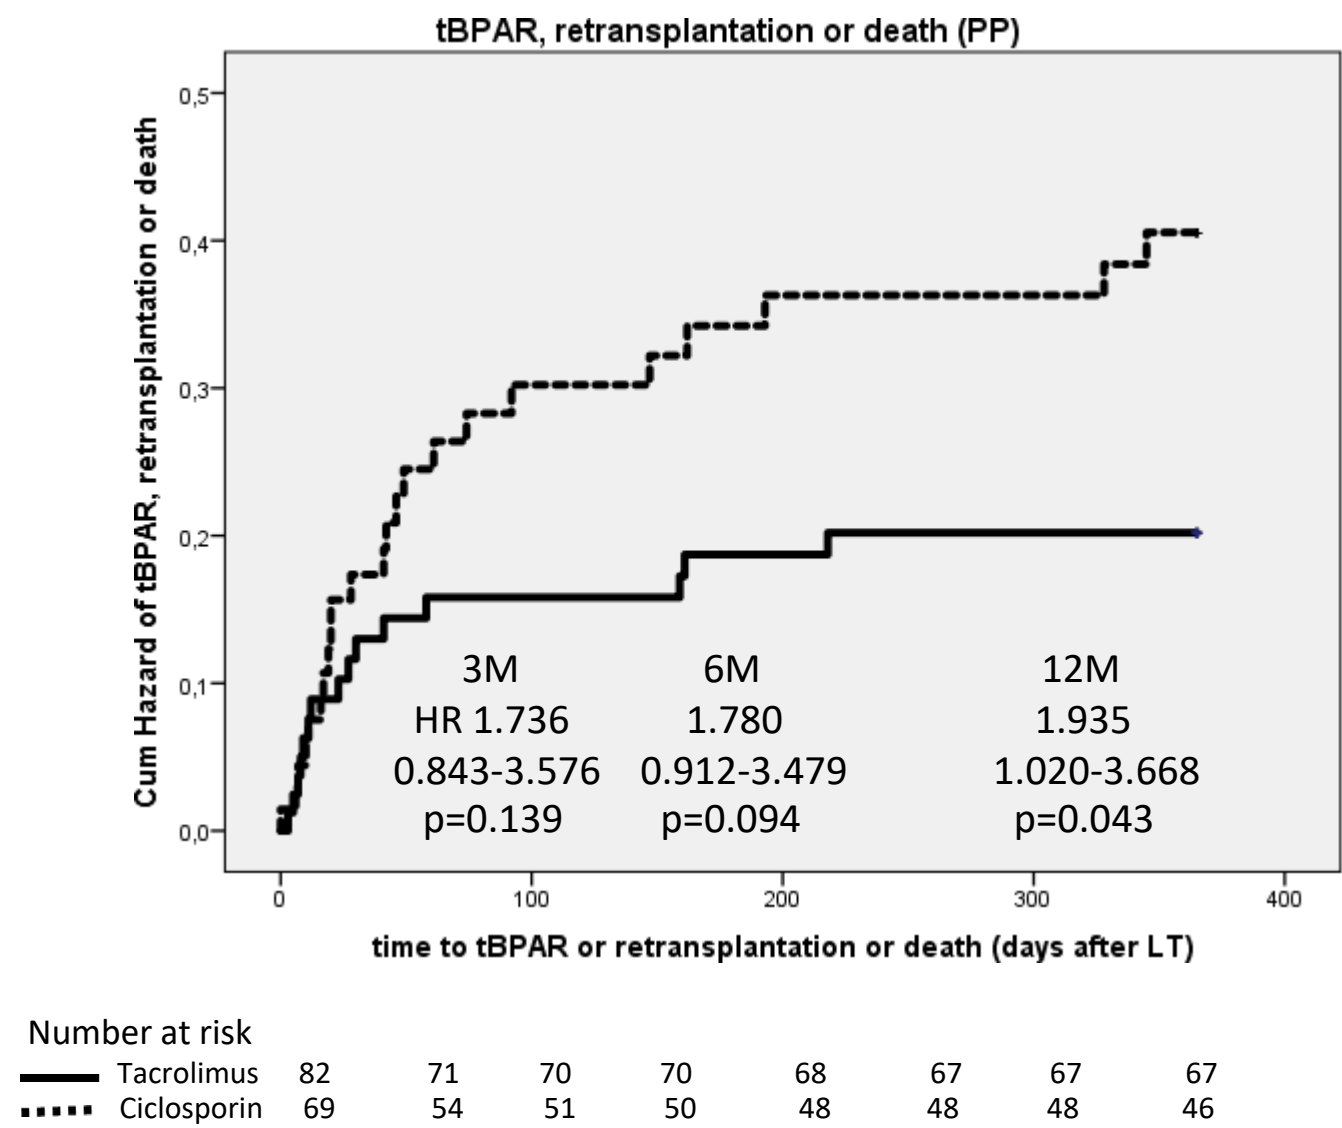 tBPAR, retransplantation or death (PP)
Cum Hazard of tBPAR, retransplantation or death
0,5
0,4
0,3
0,2
0,1
0,0
3M 6M 12M
HR 1.736 1.780 1.935
0.843-3.576 0.912-3.479 1.020-3.668
p=0.139 p=0.094 p=0.043
0 100 200 300 400
time to tBPAR or retransplantation or death (days after LT)
Number at risk
Tacrolimus 82 71 70 70 68 67 67 67
Ciclosporin 69 54 51 50 48 48 48 46